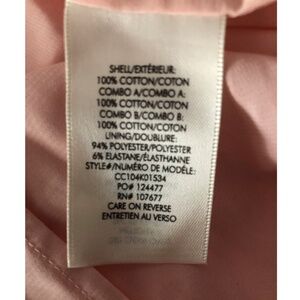 SHELL/EXTÉRIEUR:
100% COTTON/COTON
COMBO A/COMBO A:
100% COTTON/COTON
COMBO B/COMBO B:
100% COTTON/COTON
LINING/DOUBLURE:
94% POLYESTER/POLYESTER
6% ELASTANE/ÉLASTHANNE
STYLE#/NUMÉRO DE MODÈLE:
CC104K01534
PO# 124477
RN# 107677
CARE ON REVERSE
ENTRETIEN AU VERSO